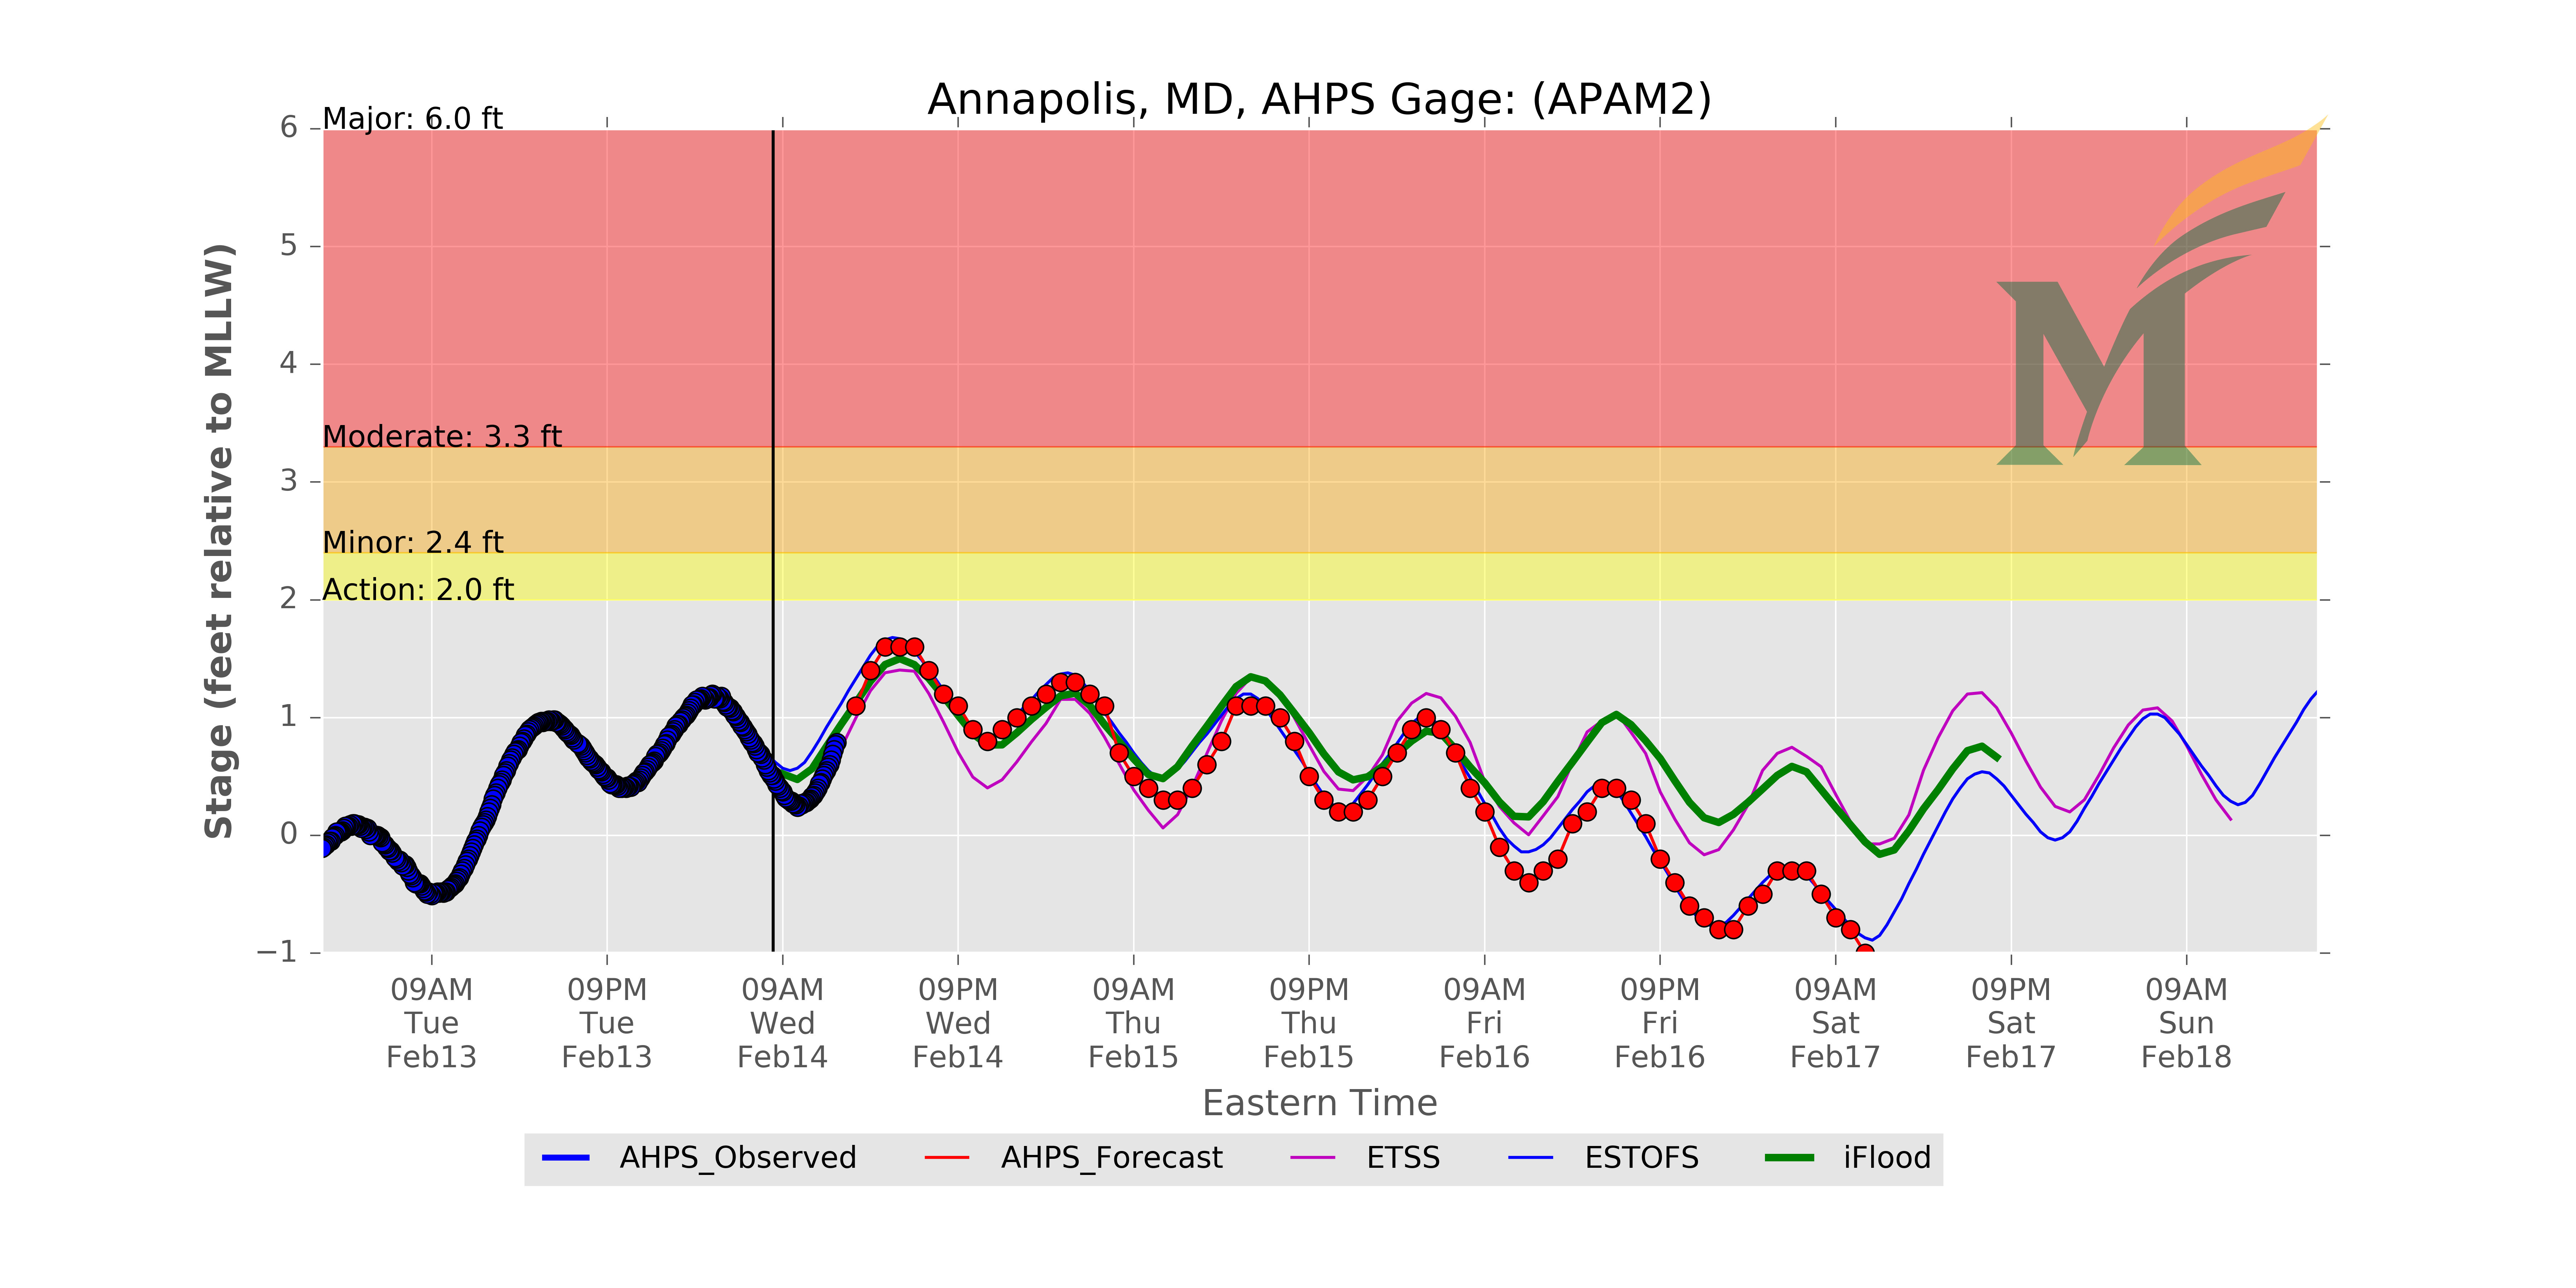 Annapolis, MD, AHPS Gage: (APAM2)
Major: 6.0 ft
Moderate: 3.3 ft
Minor: 2.4 ft
Action: 2.0 ft
6
5
4
3
2
1
0
−1
Stage (feet relative to MLLW)
09AM Tue Feb13
09PM Tue Feb13
09AM Wed Feb14
09PM Wed Feb14
09AM Thu Feb15
09PM Thu Feb15
09AM Fri Feb16
09PM Fri Feb16
09AM Sat Feb17
09PM Sat Feb17
09AM Sun Feb18
Eastern Time
AHPS_Observed
AHPS_Forecast
ETSS
ESTOFS
iFlood
M